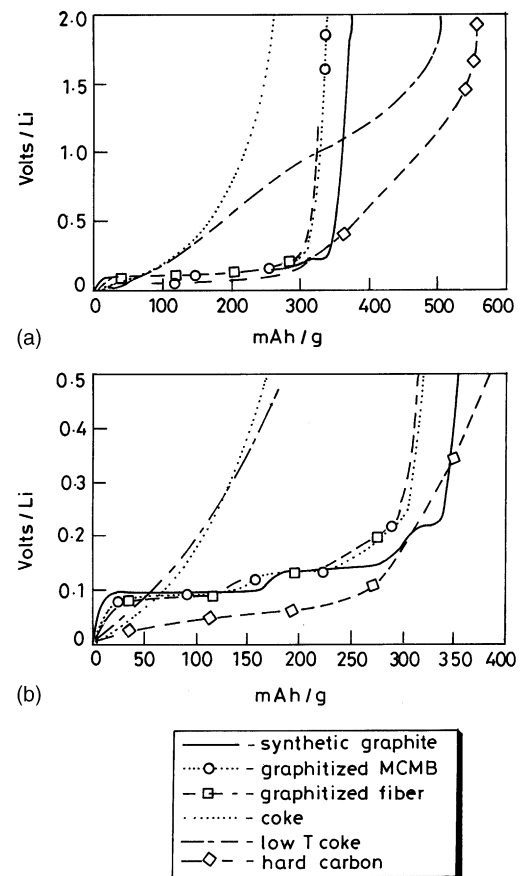 2.0
1.5
1.0
0.5
0
Volts / Li
0 100 200 300 400 500 600
mAh/g
(a)
0.5
0.4
0.3
0.2
0.1
0
Volts / Li
0 50 100 150 200 250 300 350 400
mAh/g
(b)
- synthetic graphite
- graphitized MCMB
- graphitized fiber
- coke
- low T coke
- hard carbon